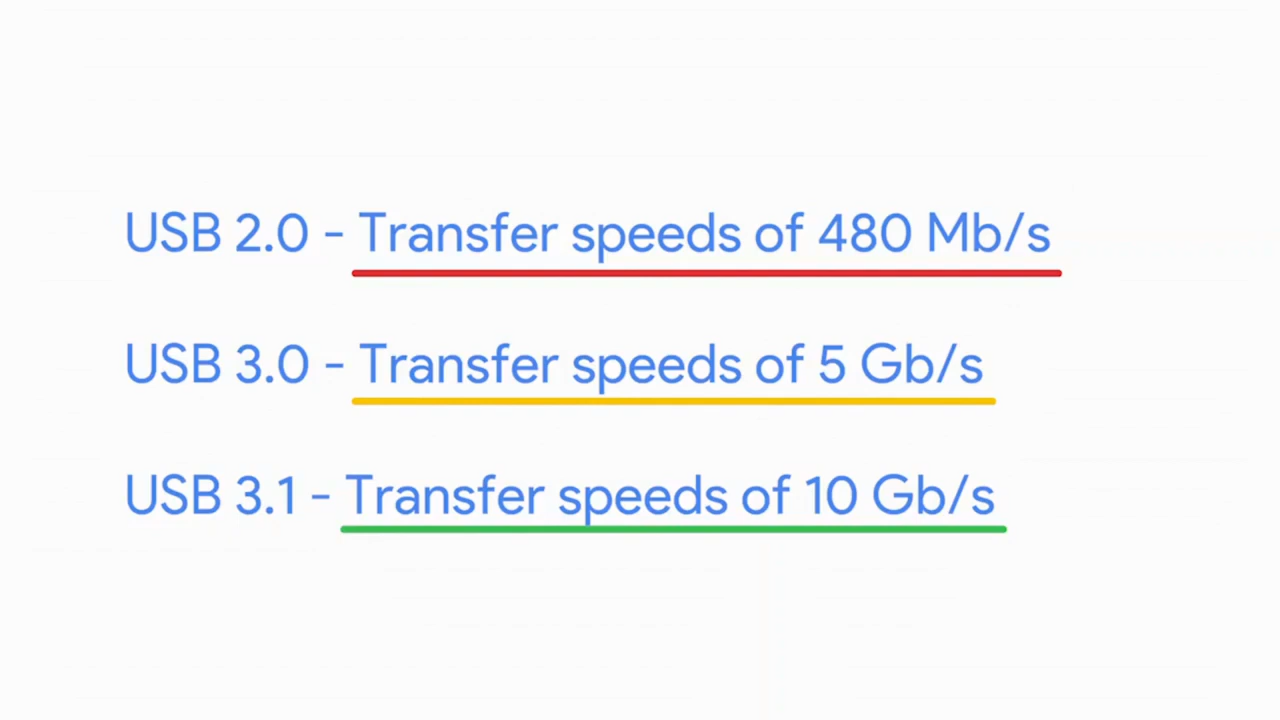 USB 2.0 - Transfer speeds of 480 Mb/s
USB 3.0 - Transfer speeds of 5 Gb/s
USB 3.1 - Transfer speeds of 10 Gb/s